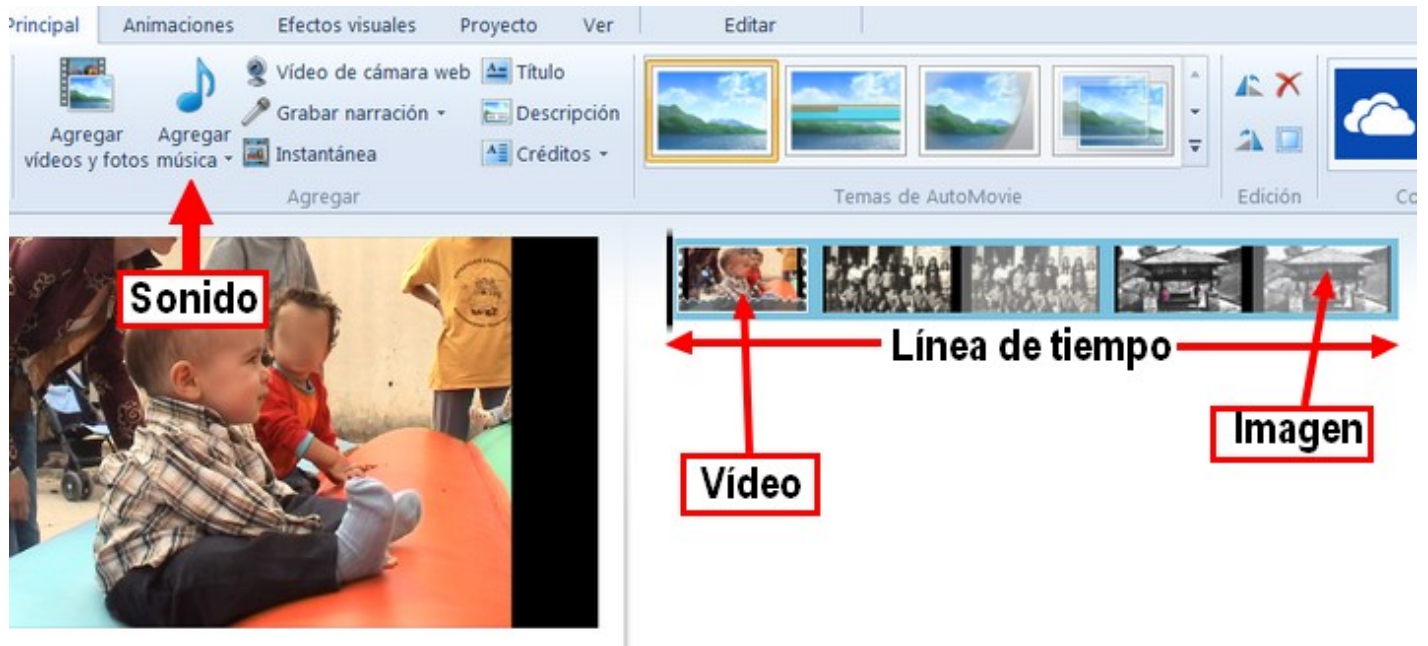 Principal Animaciones Efectos visuales Proyecto Ver Editar
Agregar vídeos y fotos
Agregar música
Vídeo de cámara web
Grabar narración
Instantánea
Título
Descripción
Créditos
Agregar
Temas de AutoMovie
Edición
Co
Sonido
Línea de tiempo
Vídeo
Imagen